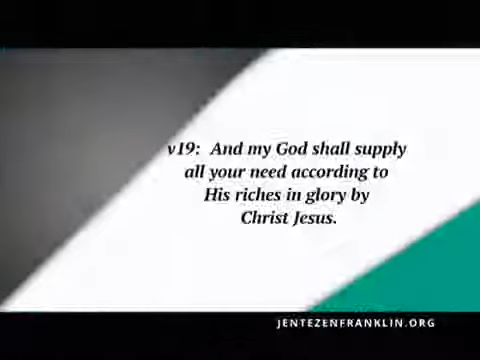 v19: And my God shall supply
all your need according to
His riches in glory by
Christ Jesus.
JENTEZENFRANKLIN.ORG